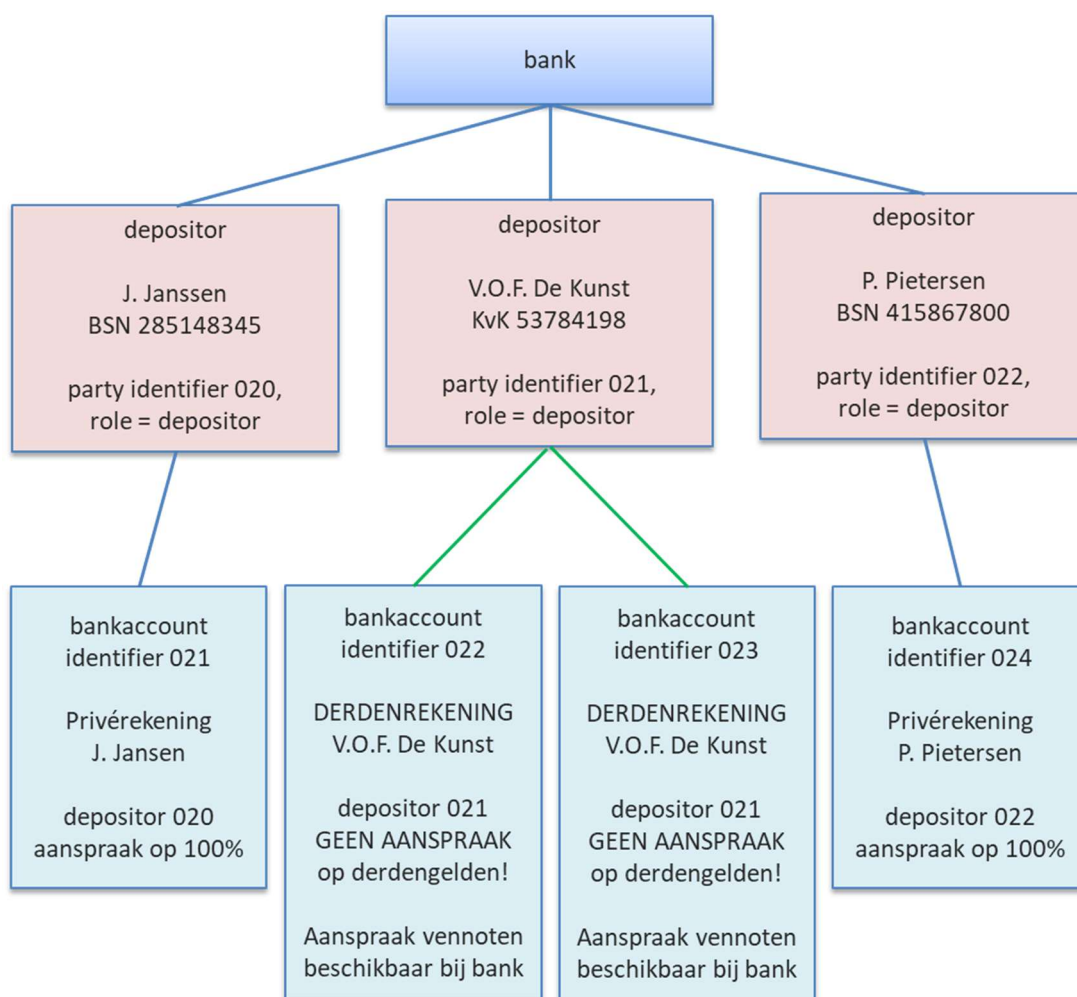 bank
depositor
J. Janssen
BSN 285148345
party identifier 020,
role = depositor
depositor
V.O.F. De Kunst
KvK 53784198
party identifier 021,
role = depositor
depositor
P. Pietersen
BSN 415867800
party identifier 022,
role = depositor
bankaccount
identifier 021
Privérekening
J. Jansen
depositor 020
aanspraak op 100%
bankaccount
identifier 022
DERDENREKENING
V.O.F. De Kunst
depositor 021
GEEN AANSPRAAK
op derdengelden!
Aanspraak vennoten
beschikbaar bij bank
bankaccount
identifier 023
DERDENREKENING
V.O.F. De Kunst
depositor 021
GEEN AANSPRAAK
op derdengelden!
Aanspraak vennoten
beschikbaar bij bank
bankaccount
identifier 024
Privérekening
P. Pietersen
depositor 022
aanspraak op 100%